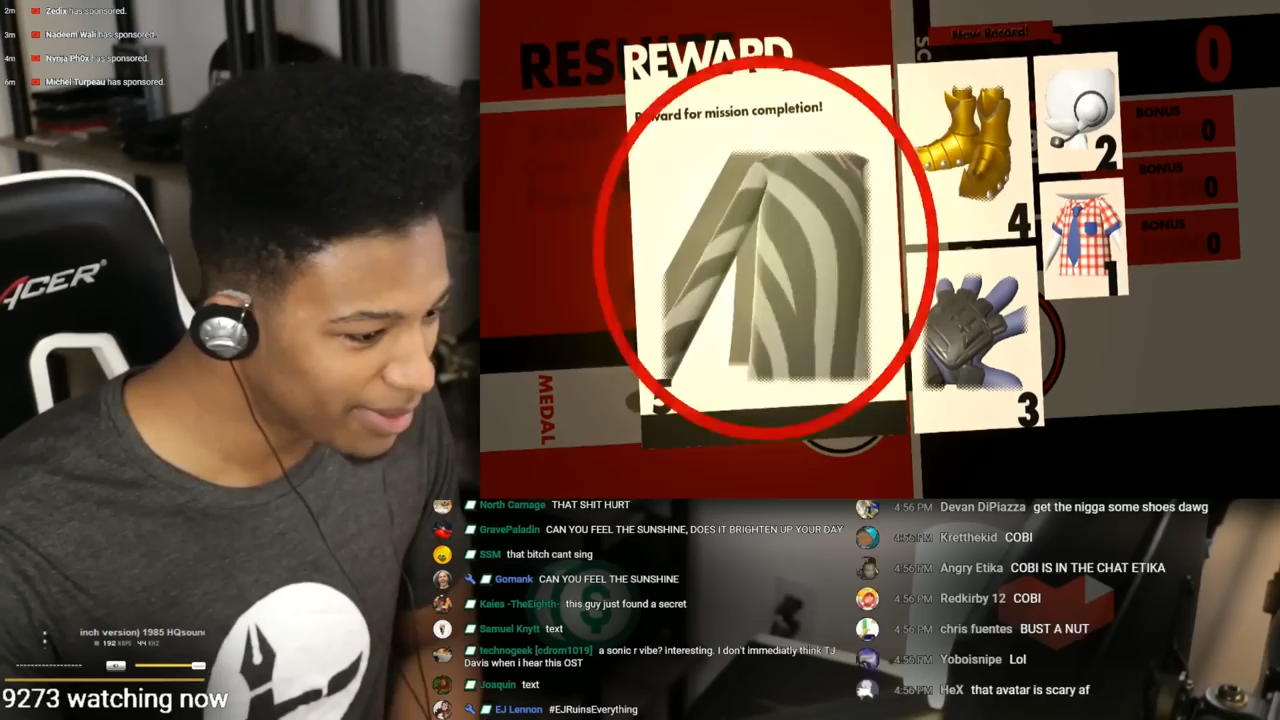 2m Zedix has sponsored.
3m Nadeem Wali has sponsored.
4m Nynja Ph0x has sponsored.
6m Michel Turpeau has sponsored.
ACER
inch version) 1985 HQsound
192 KBPS 44 KHZ
9273 watching now
REWARD
Reward for mission completion!
5
4
3
2
1
New Record!
0
BONUS
0
BONUS
0
BONUS
0
MEDAL
North Carnage THAT SHIT HURT
GravePaladin CAN YOU FEEL THE SUNSHINE, DOES IT BRIGHTEN UP YOUR DAY
SSM that bitch cant sing
Gomank CAN YOU FEEL THE SUNSHINE
Kaies -TheEighth- this guy just found a secret
Samuel Knytt text
technogeek [cdrom1019] a sonic r vibe? interesting. I don't immediatly think TJ
Davis when i hear this OST
Joaquin text
EJ Lennon #EJRuinsEverything
4:56 PM Devan DiPiazza get the nigga some shoes dawg
4:56 PM Kretthekid COBI
4:56 PM Angry Etika COBI IS IN THE CHAT ETIKA
4:56 PM Redkirby 12 COBI
4:56 PM chris fuentes BUST A NUT
4:56 PM Yoboisnipe Lol
4:56 PM HeX that avatar is scary af